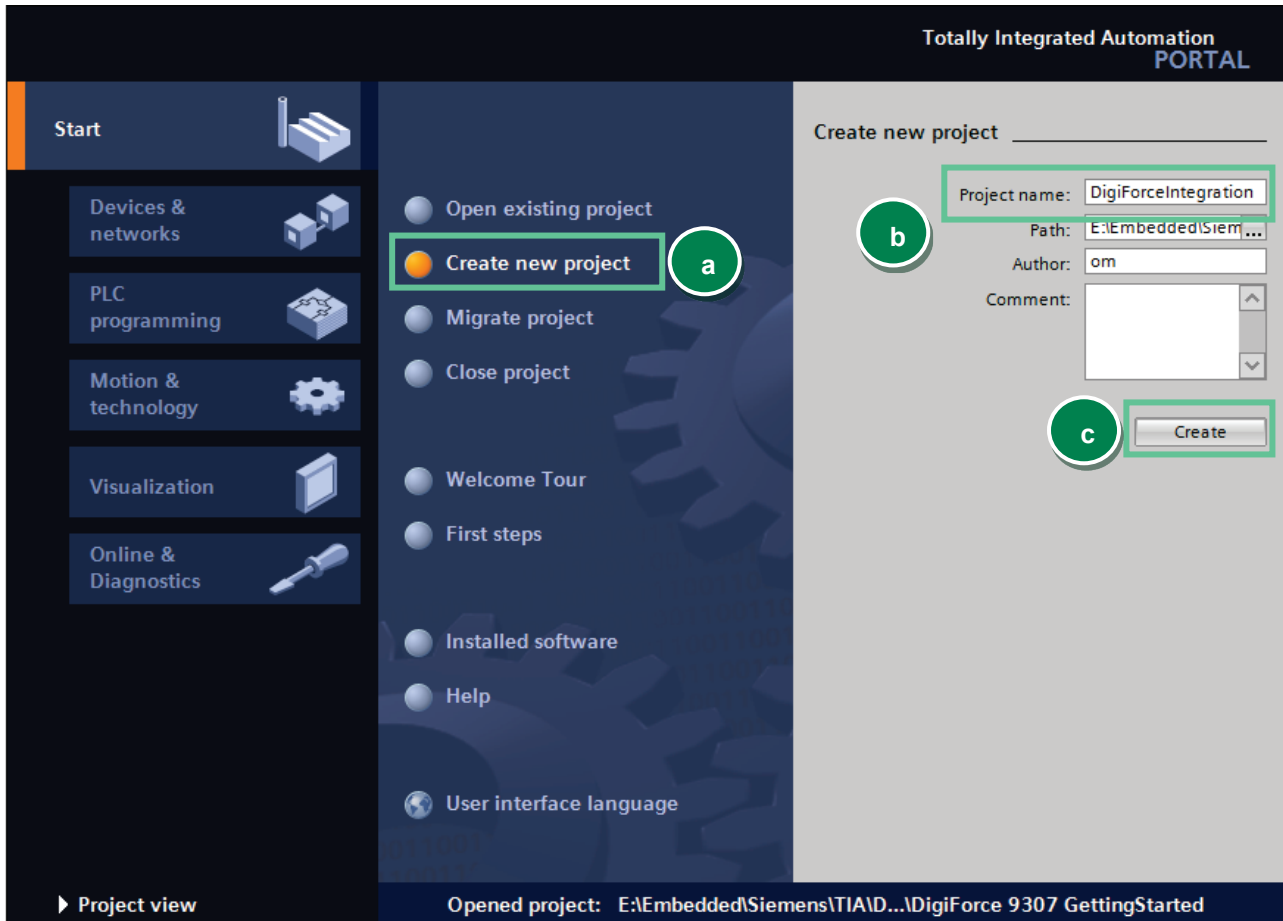 Totally Integrated Automation
PORTAL
Start
Devices &
networks
PLC
programming
Motion &
technology
Visualization
Online &
Diagnostics
Project view
Open existing project
Create new project
a
Migrate project
Close project
Welcome Tour
First steps
Installed software
Help
User interface language
Create new project
Project name: DigiForceIntegration
b
Path: E:\Embedded\Siem...
Author: om
Comment:
c
Create
Opened project: E:\Embedded\Siemens\TIA\D...\DigiForce 9307 GettingStarted